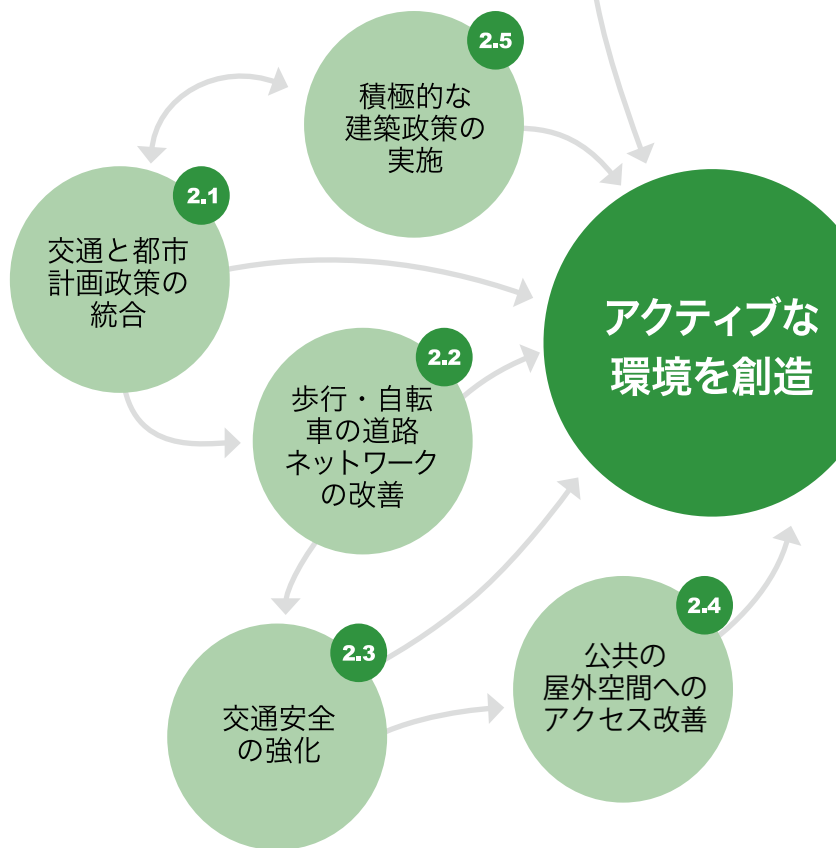 2.5
積極的な
建築政策の
実施
2.1
交通と都市
計画政策の
統合
アクティブな
環境を創造
2.2
歩行・自転
車の道路
ネットワーク
の改善
2.4
公共の
屋外空間への
アクセス改善
2.3
交通安全
の強化